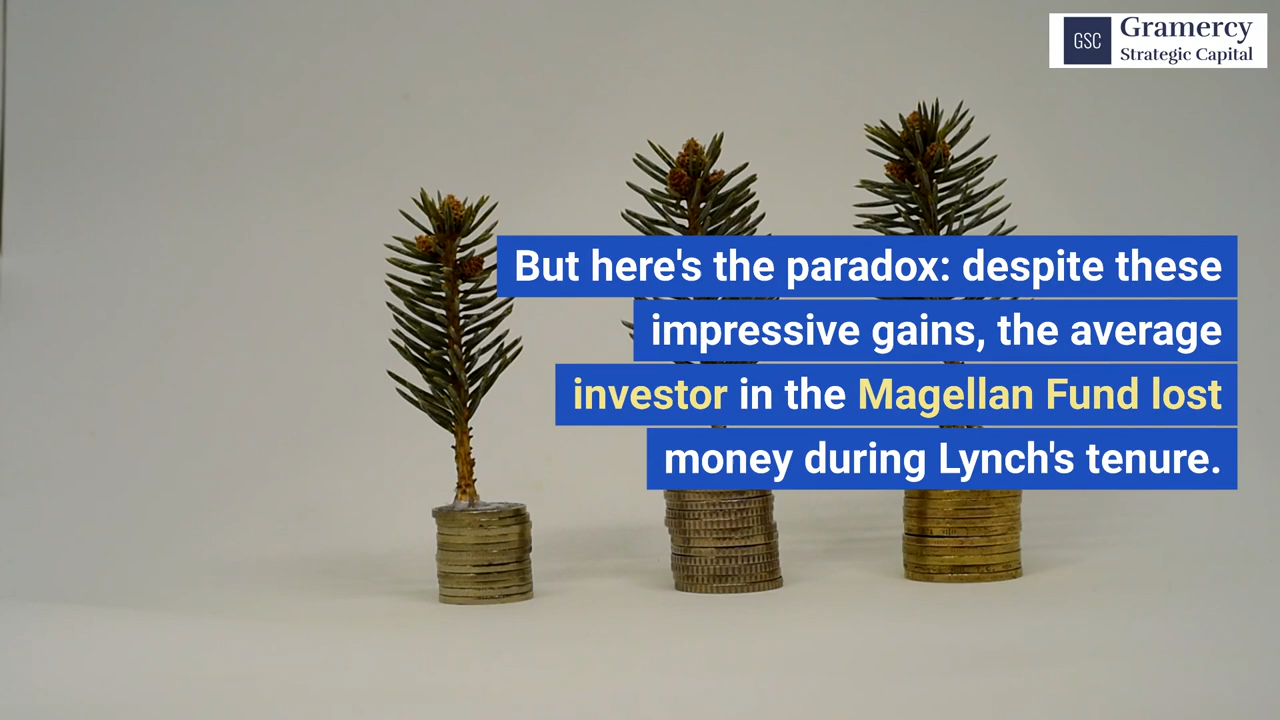 GSC
Gramercy
Strategic Capital
But here's the paradox: despite these
impressive gains, the average
investor in the Magellan Fund lost
money during Lynch's tenure.